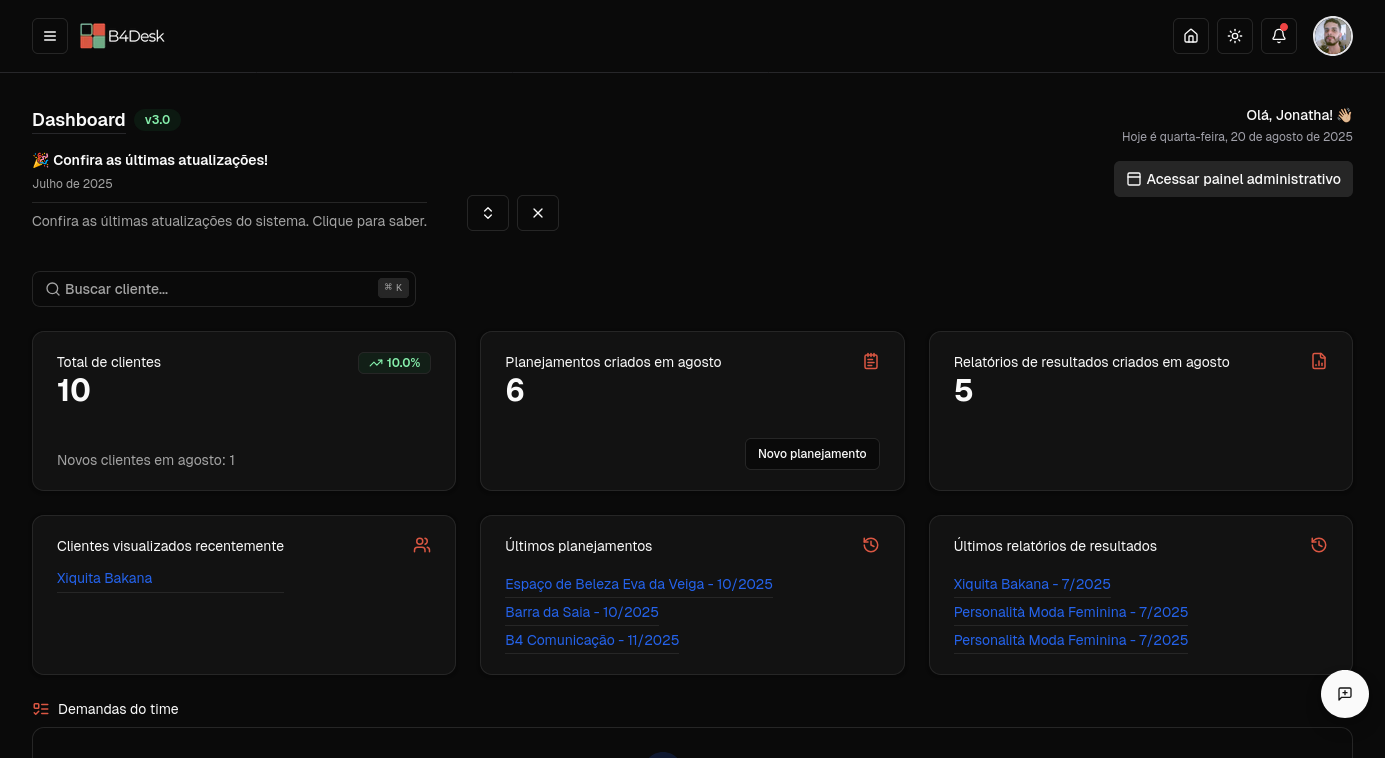 B4Desk
Dashboard v3.0
Olá, Jonatha! 👋🏼
Hoje é quarta-feira, 20 de agosto de 2025
🎉 Confira as últimas atualizações!
Julho de 2025
Acessar painel administrativo
Confira as últimas atualizações do sistema. Clique para saber.
Buscar cliente... ⌘ K
Total de clientes 10.0%
10
Novos clientes em agosto: 1
Planejamentos criados em agosto
6
Novo planejamento
Relatórios de resultados criados em agosto
5
Clientes visualizados recentemente
Xiquita Bakana
Últimos planejamentos
Espaço de Beleza Eva da Veiga - 10/2025
Barra da Saia - 10/2025
B4 Comunicação - 11/2025
Últimos relatórios de resultados
Xiquita Bakana - 7/2025
Personalità Moda Feminina - 7/2025
Personalità Moda Feminina - 7/2025
Demandas do time